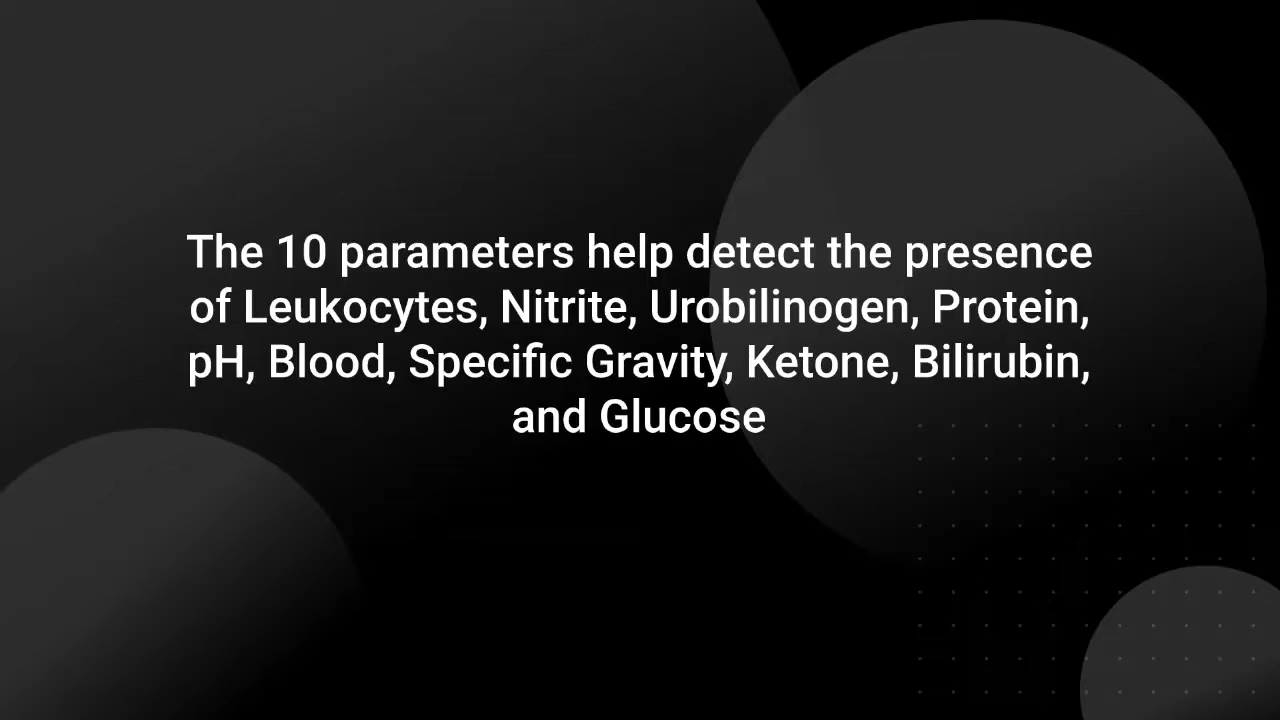 The 10 parameters help detect the presence
of Leukocytes, Nitrite, Urobilinogen, Protein,
pH, Blood, Specific Gravity, Ketone, Bilirubin,
and Glucose